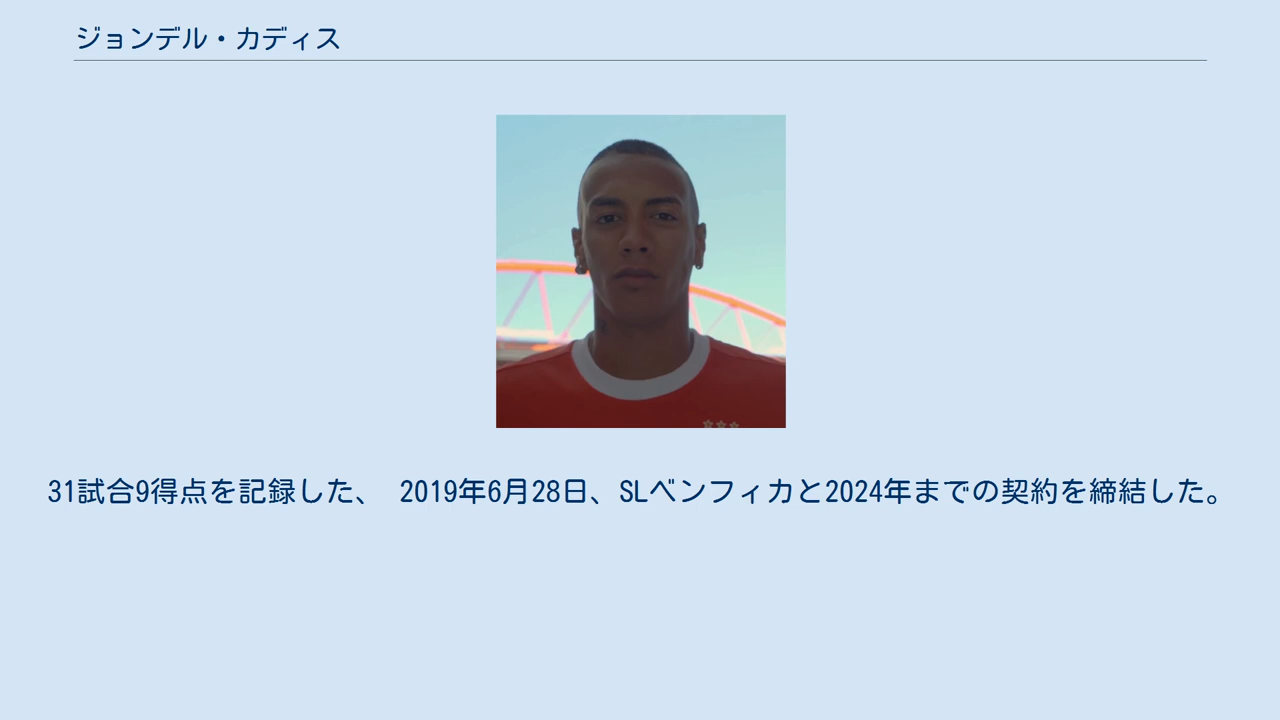 ジョンデル・カディス
31試合9得点を記録した、 2019年6月28日、SLベンフィカと2024年までの契約を締結した。